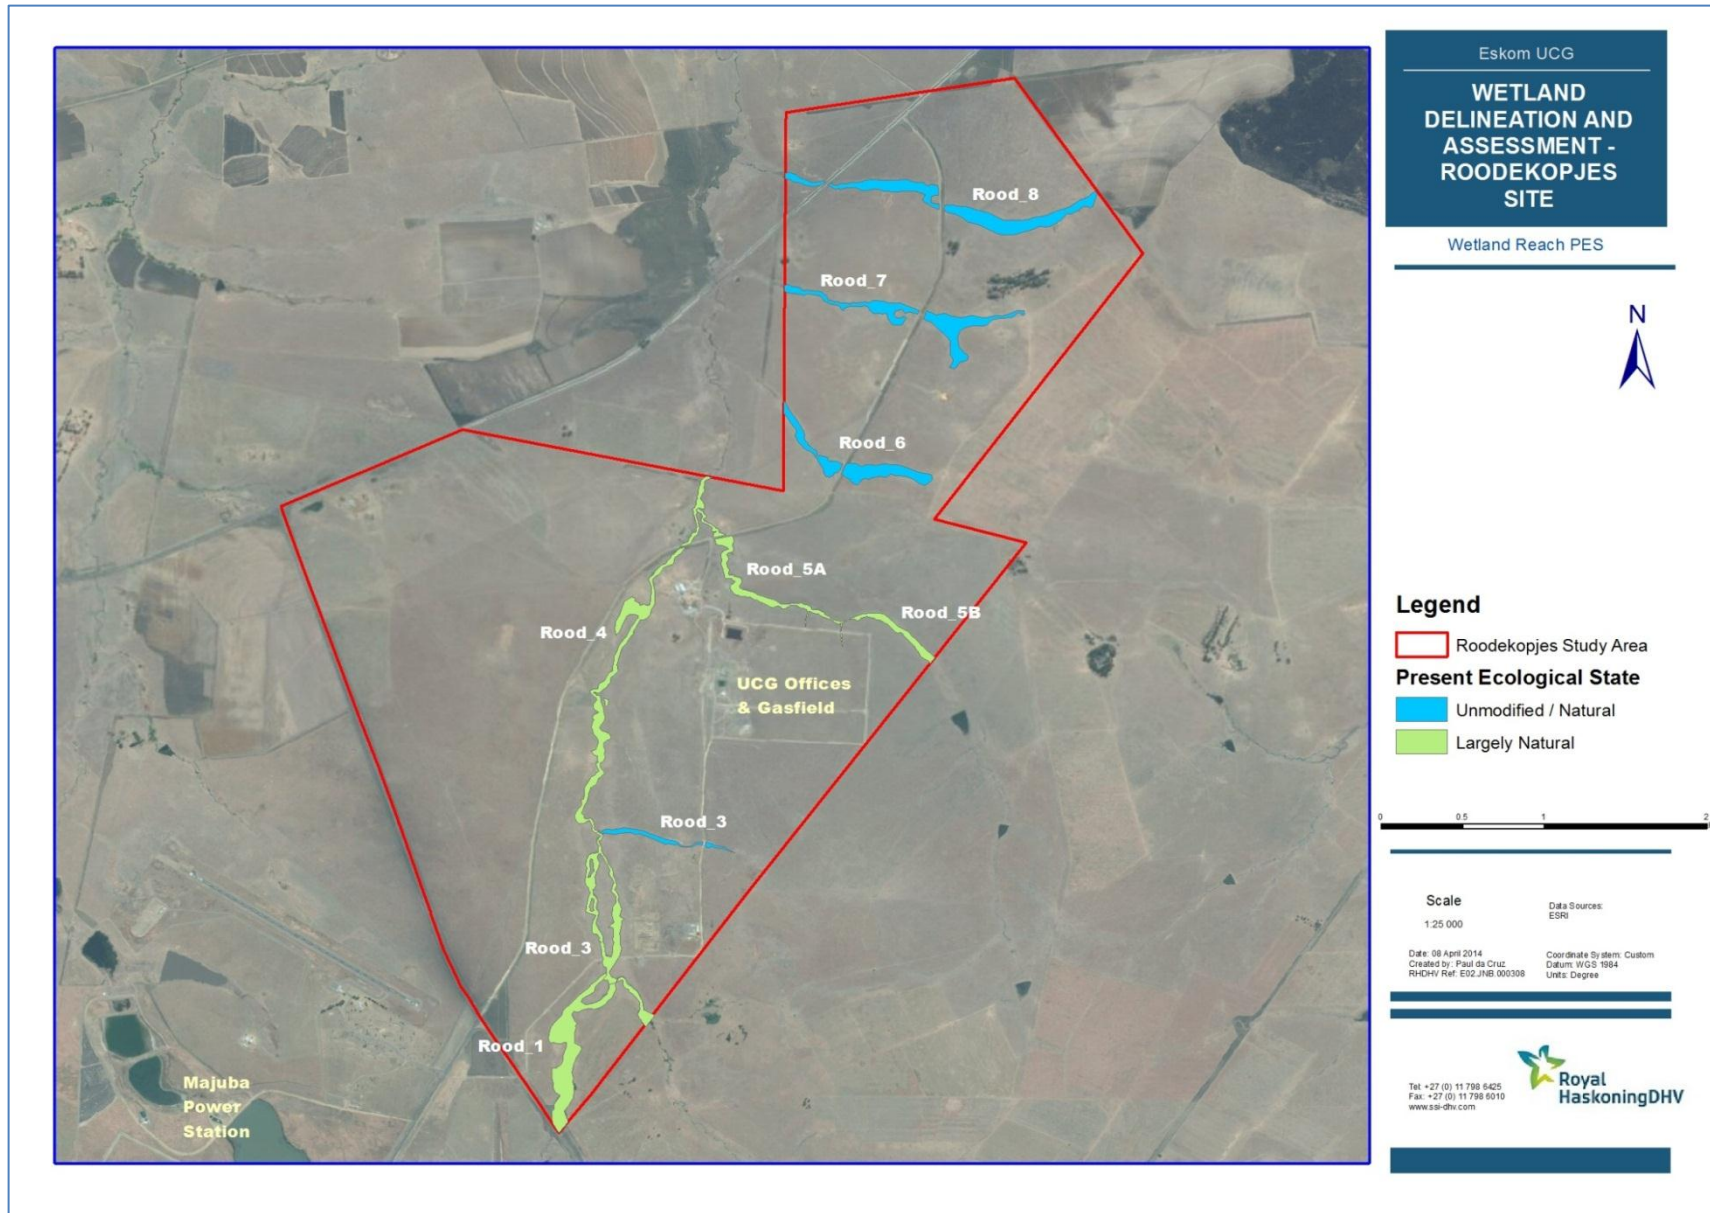 Eskom UCG
WETLAND
DELINEATION AND
ASSESSMENT -
ROODEKOPJES
SITE
Wetland Reach PES
N
Rood_8
Rood_7
Rood_6
Rood_5A
Rood_5B
Rood_4
UCG Offices
& Gasfield
Rood_3
Rood_3
Rood_1
Majuba
Power
Station
Legend
Roodekopjes Study Area
Present Ecological State
Unmodified / Natural
Largely Natural
0 0.5 1 2
Scale
1:25 000
Data Sources:
ESRI
Date: 08 April 2014
Created by: Paul da Cruz
RHDHV Ref: E02.JNB.000308
Coordinate System: Custom
Datum: WGS 1984
Units: Degree
Tel: +27 (0) 11 798 6425
Fax: +27 (0) 11 798 6010
www.ssi-dhv.com
Royal
HaskoningDHV